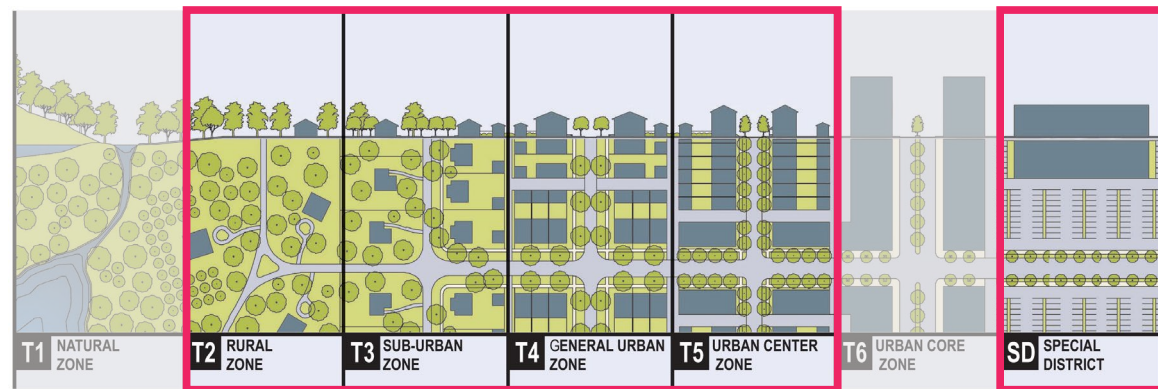 T1 NATURAL
ZONE
T2 RURAL
ZONE
T3 SUB-URBAN
ZONE
T4 GENERAL URBAN
ZONE
T5 URBAN CENTER
ZONE
T6 URBAN CORE
ZONE
SD SPECIAL
DISTRICT